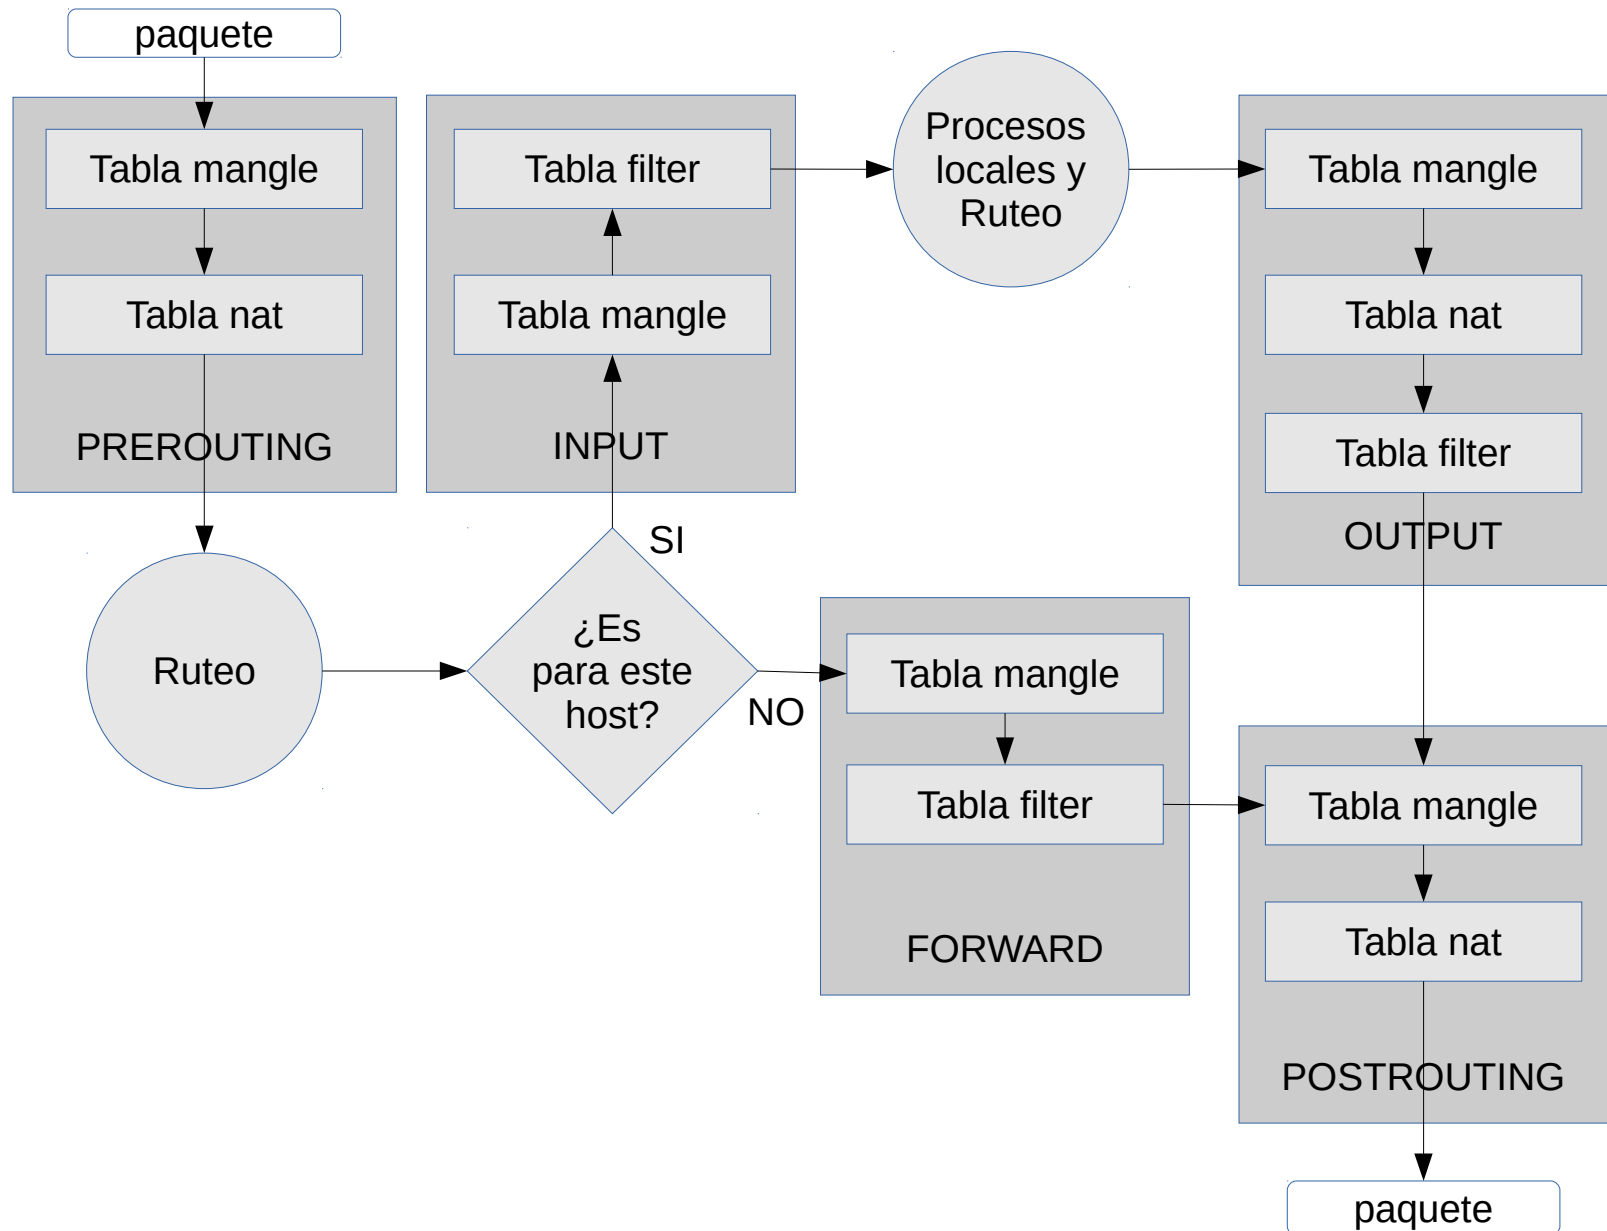 paquete
Tabla mangle
Tabla nat
PREROUTING
Ruteo
¿Es
para este
host?
SI
NO
Tabla filter
Tabla mangle
INPUT
Procesos
locales y
Ruteo
Tabla mangle
Tabla nat
Tabla filter
OUTPUT
Tabla mangle
Tabla filter
FORWARD
Tabla mangle
Tabla nat
POSTROUTING
paquete